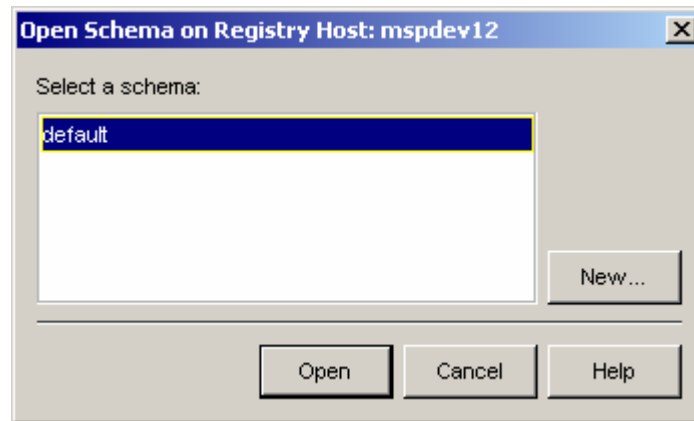 Open Schema on Registry Host: mspdev12
Select a schema:
default
New...
Open Cancel Help